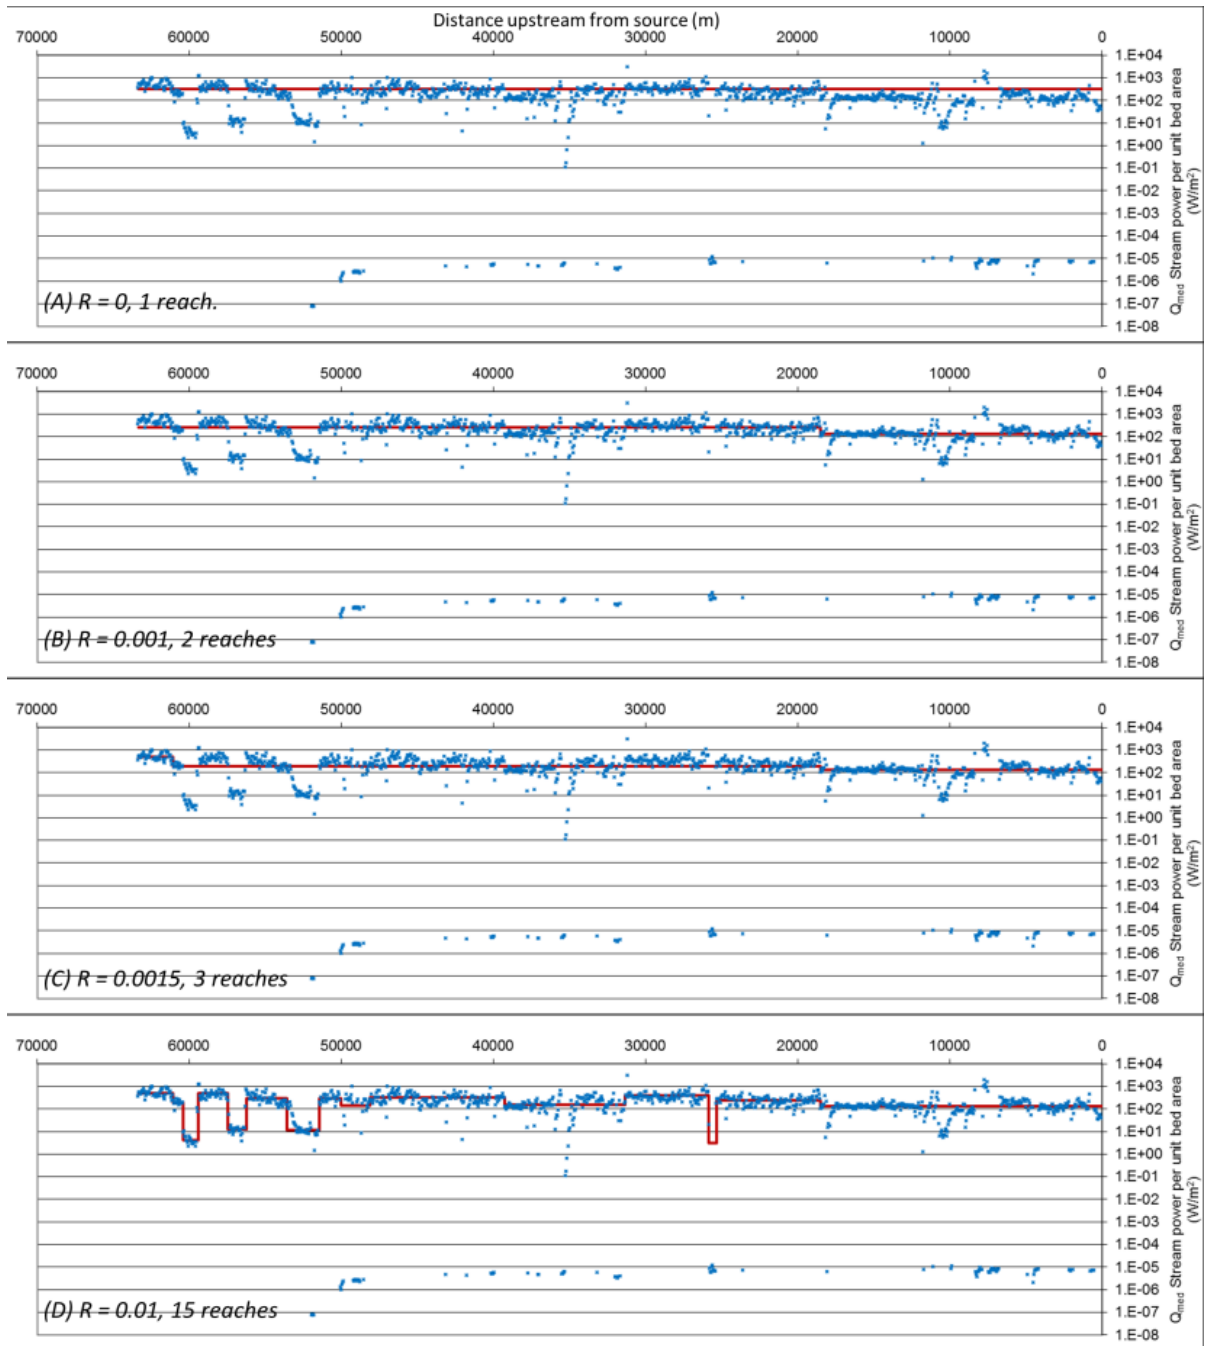 Distance upstream from source (m)
70000 60000 50000 40000 30000 20000 10000 0
1.E+04
1.E+03
1.E+02
1.E+01
1.E+00
1.E-01
1.E-02
1.E-03
1.E-04
1.E-05
1.E-06
1.E-07
1.E-08
Qmed Stream power per unit bed area
(W/m²)
(A) R = 0, 1 reach.
70000 60000 50000 40000 30000 20000 10000 0
1.E+04
1.E+03
1.E+02
1.E+01
1.E+00
1.E-01
1.E-02
1.E-03
1.E-04
1.E-05
1.E-06
1.E-07
1.E-08
Qmed Stream power per unit bed area
(W/m²)
(B) R = 0.001, 2 reaches
70000 60000 50000 40000 30000 20000 10000 0
1.E+04
1.E+03
1.E+02
1.E+01
1.E+00
1.E-01
1.E-02
1.E-03
1.E-04
1.E-05
1.E-06
1.E-07
1.E-08
Qmed Stream power per unit bed area
(W/m²)
(C) R = 0.0015, 3 reaches
70000 60000 50000 40000 30000 20000 10000 0
1.E+04
1.E+03
1.E+02
1.E+01
1.E+00
1.E-01
1.E-02
1.E-03
1.E-04
1.E-05
1.E-06
1.E-07
1.E-08
Qmed Stream power per unit bed area
(W/m²)
(D) R = 0.01, 15 reaches